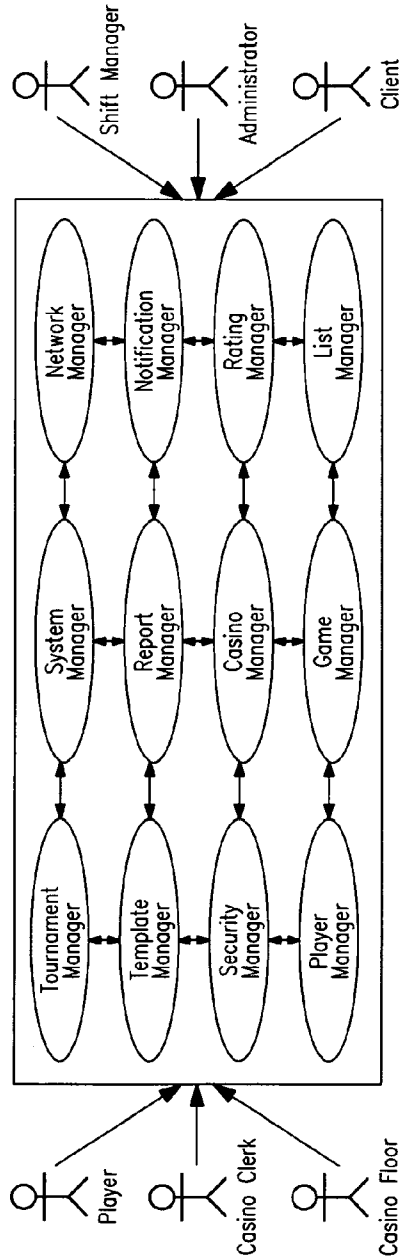 Player
Casino Clerk
Casino Floor
Tournament
Manager
System
Manager
Network
Manager
Template
Manager
Report
Manager
Notification
Manager
Security
Manager
Casino
Manager
Rating
Manager
Player
Manager
Game
Manager
List
Manager
Shift Manager
Administrator
Client